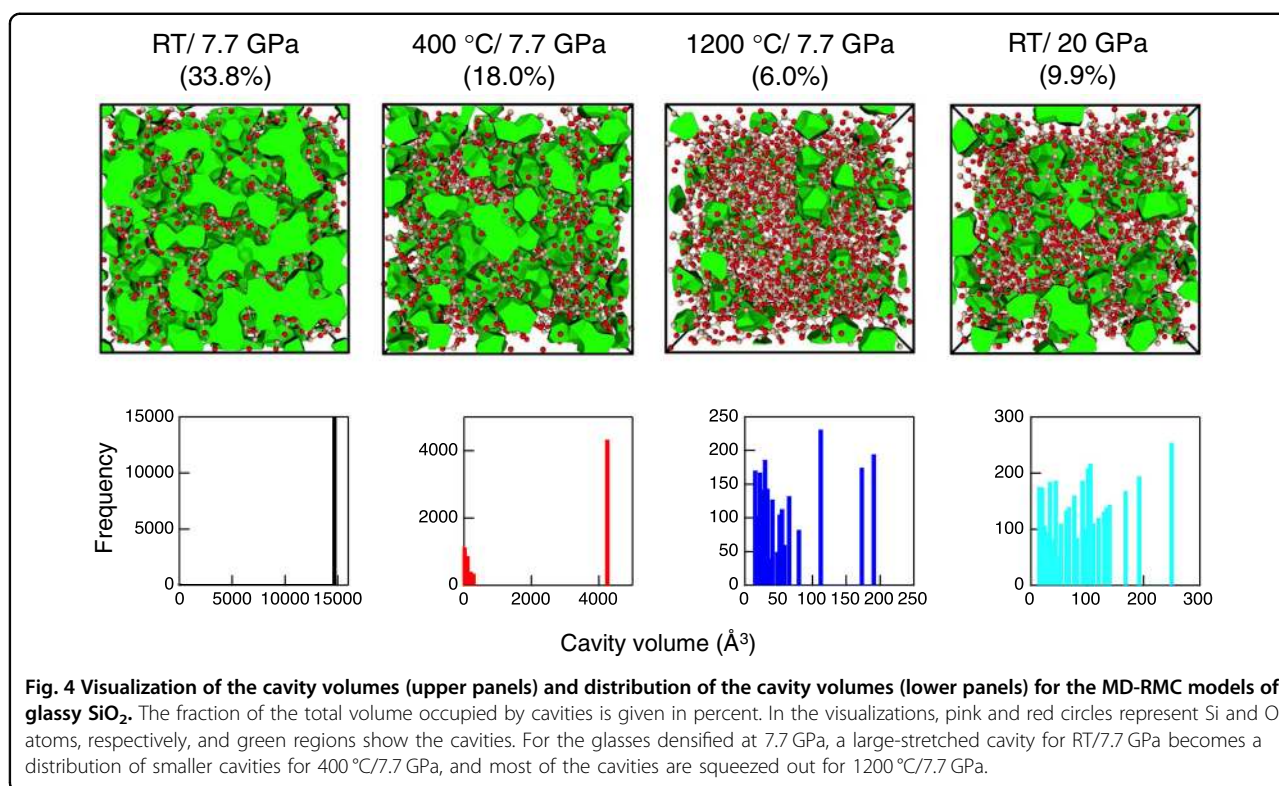 RT/ 7.7 GPa
(33.8%)
400 °C/ 7.7 GPa
(18.0%)
1200 °C/ 7.7 GPa
(6.0%)
RT/ 20 GPa
(9.9%)
Frequency
15000
10000
5000
0
0 5000 10000 15000
4000
2000
0
0 2000 4000
250
200
150
100
50
0
0 50 100 150 200 250
300
200
100
0
0 100 200 300
Cavity volume (Å³)
Fig. 4 Visualization of the cavity volumes (upper panels) and distribution of the cavity volumes (lower panels) for the MD-RMC models of
glassy SiO₂. The fraction of the total volume occupied by cavities is given in percent. In the visualizations, pink and red circles represent Si and O
atoms, respectively, and green regions show the cavities. For the glasses densified at 7.7 GPa, a large-stretched cavity for RT/7.7 GPa becomes a
distribution of smaller cavities for 400 °C/7.7 GPa, and most of the cavities are squeezed out for 1200 °C/7.7 GPa.